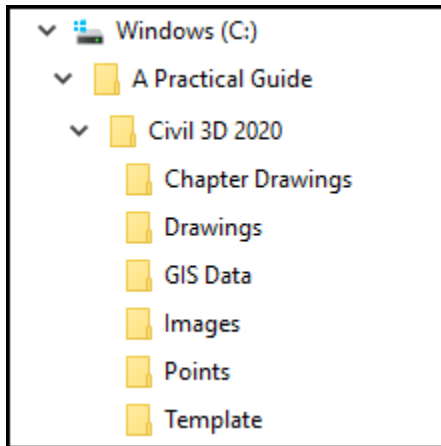 Windows (C:)
A Practical Guide
Civil 3D 2020
Chapter Drawings
Drawings
GIS Data
Images
Points
Template